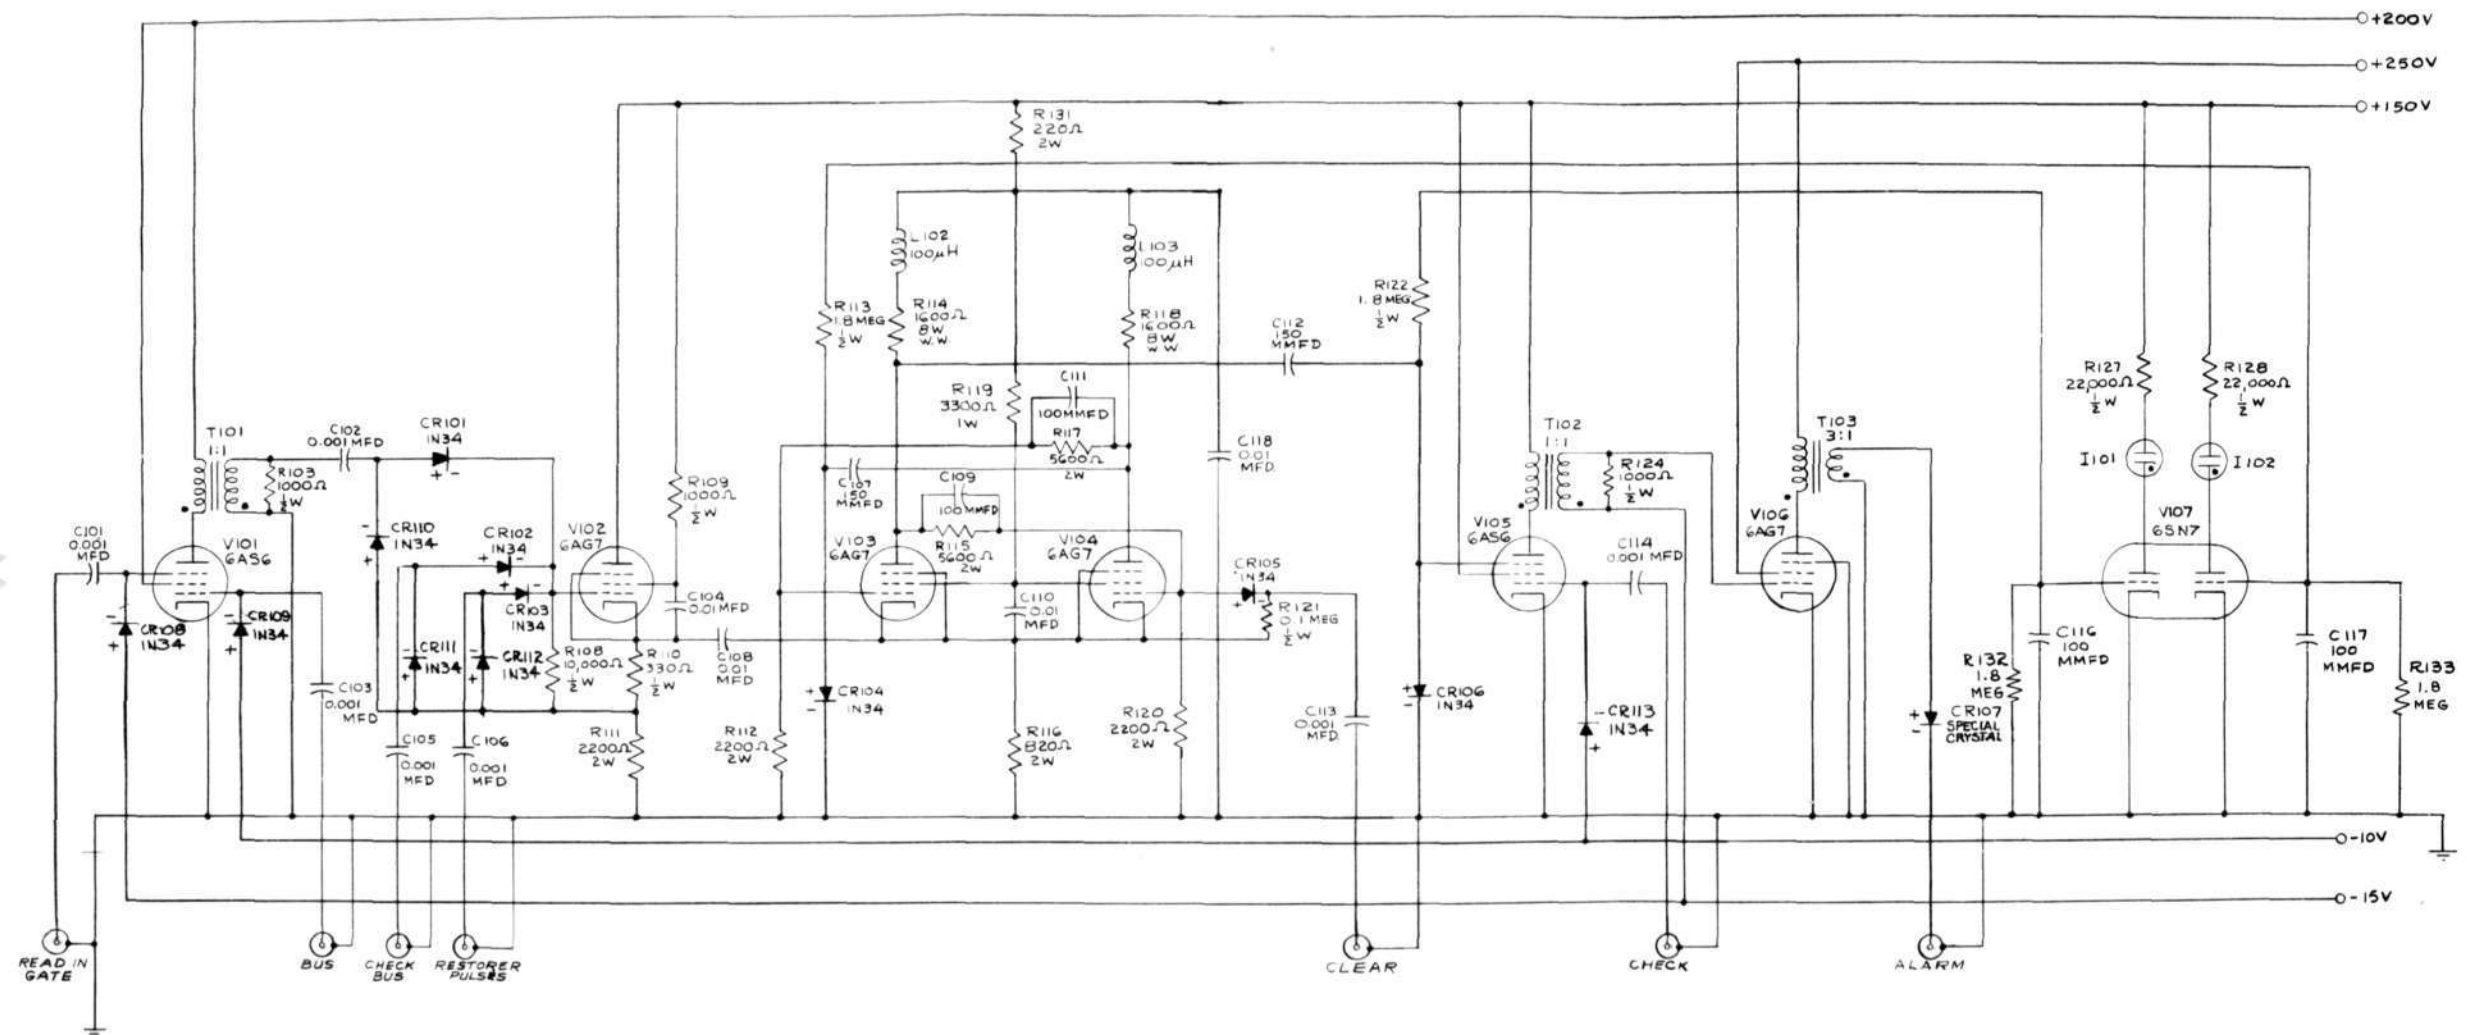 +200V
+250V
+150V
R131
220Ω
2W
L102
100µH
L103
100µH
R113
1.8MEG
½W
R114
1600Ω
8W
W.W.
R118
1600Ω
8W
W.W.
C112
150
MMFD
R122
1.8MEG
½W
R119
3300Ω
1W
C111
100MMFD
R117
5600Ω
2W
R127
22,000Ω
½W
R128
22,000Ω
½W
T101
1:1
C102
0.001MFD
CR101
1N34
+ -
R103
1000Ω
½W
R109
1000Ω
½W
C107
150
MMFD
C109
100MMFD
C118
0.01
MFD
T102
1:1
R124
1000Ω
½W
T103
3:1
I101
I102
C101
0.001
MFD
V101
6AS6
CR110
1N34
- +
CR102
1N34
+ -
V102
6AG7
V103
6AG7
R115
5600Ω
2W
V104
6AG7
CR105
1N34
+ -
V105
6AS6
C114
0.001MFD
V106
6AG7
V107
6SN7
CR108
1N34
- +
CR109
1N34
- +
CR103
1N34
+ -
C104
0.01MFD
C110
0.01
MFD
R121
0.1MEG
½W
CR111
1N34
+
CR112
1N34
+
R108
10,000Ω
½W
R110
330Ω
½W
C108
0.01
MFD
C116
100
MMFD
C117
100
MMFD
C103
0.001
MFD
CR104
1N34
+ -
CR106
1N34
+ -
CR113
1N34
- +
R132
1.8
MEG
R133
1.8
MEG
C105
0.001
MFD
C106
0.001
MFD
R111
2200Ω
2W
R112
2200Ω
2W
R116
820Ω
2W
R120
2200Ω
2W
C113
0.001
MFD
CR107
SPECIAL
CRYSTAL
+ -
-10V
-15V
READ IN
GATE
BUS
CHECK
BUS
RESTORER
PULSES
CLEAR
CHECK
ALARM